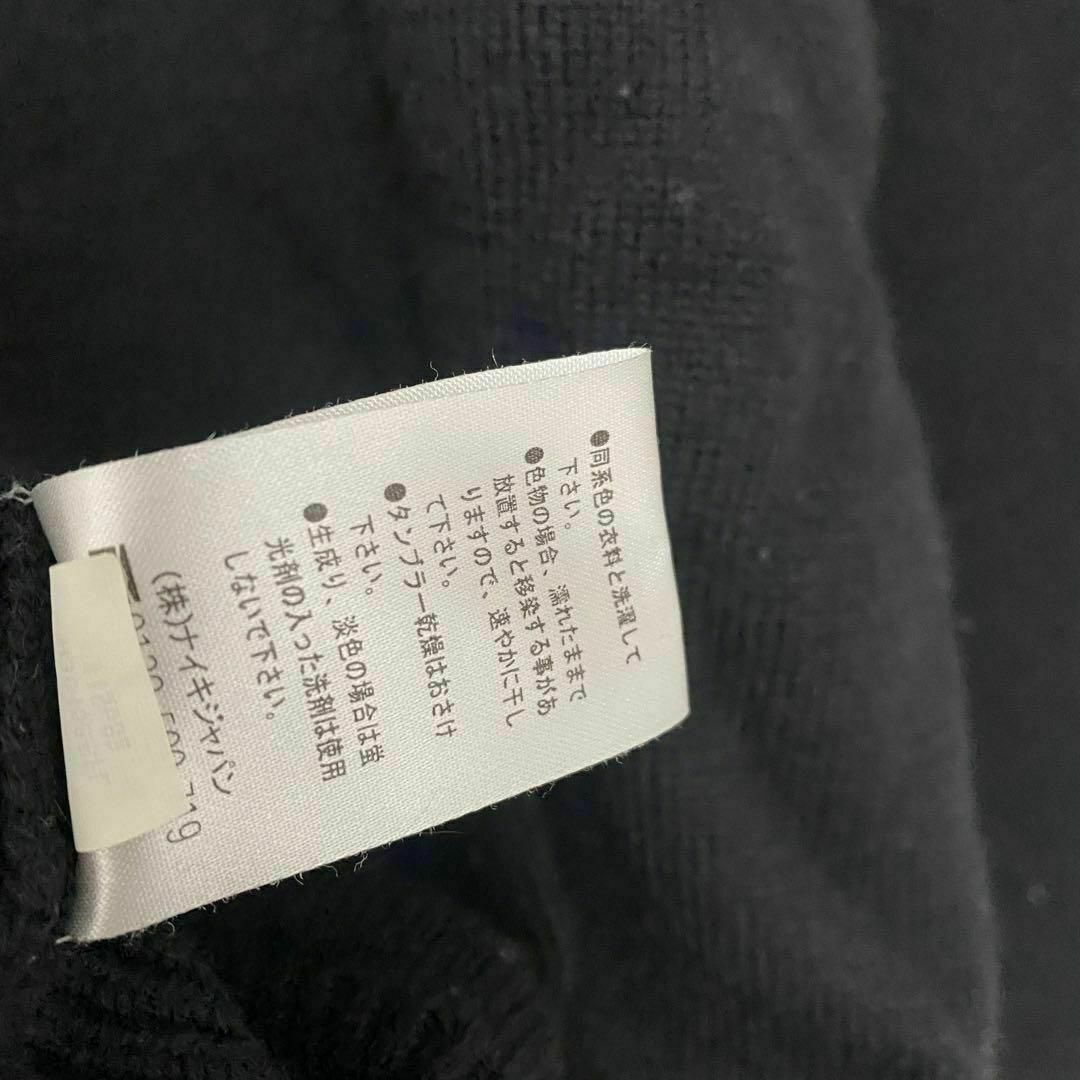 ●同系色の衣料と洗濯して
下さい。
●色物の場合、濡れたままで
放置すると移染する事があ
りますので、速やかに干し
て下さい。
●タンブラー乾燥はおさけ
下さい。
●生成り、淡色の場合は蛍
光剤の入った洗剤は使用
しないで下さい。
(株)ナイキジャパン